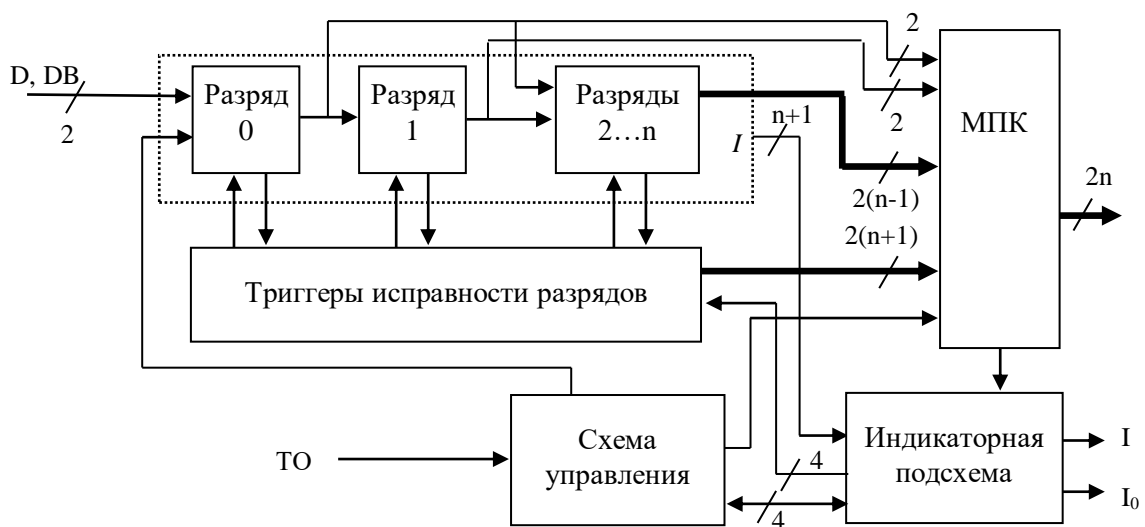 2
D, DB
2
Разряд
0
Разряд
1
Разряды
2…n
I
n+1
2
МПК
2n
2(n-1)
2(n+1)
Триггеры исправности разрядов
ТО
Схема
управления
4
4
Индикаторная
подсхема
I
I₀